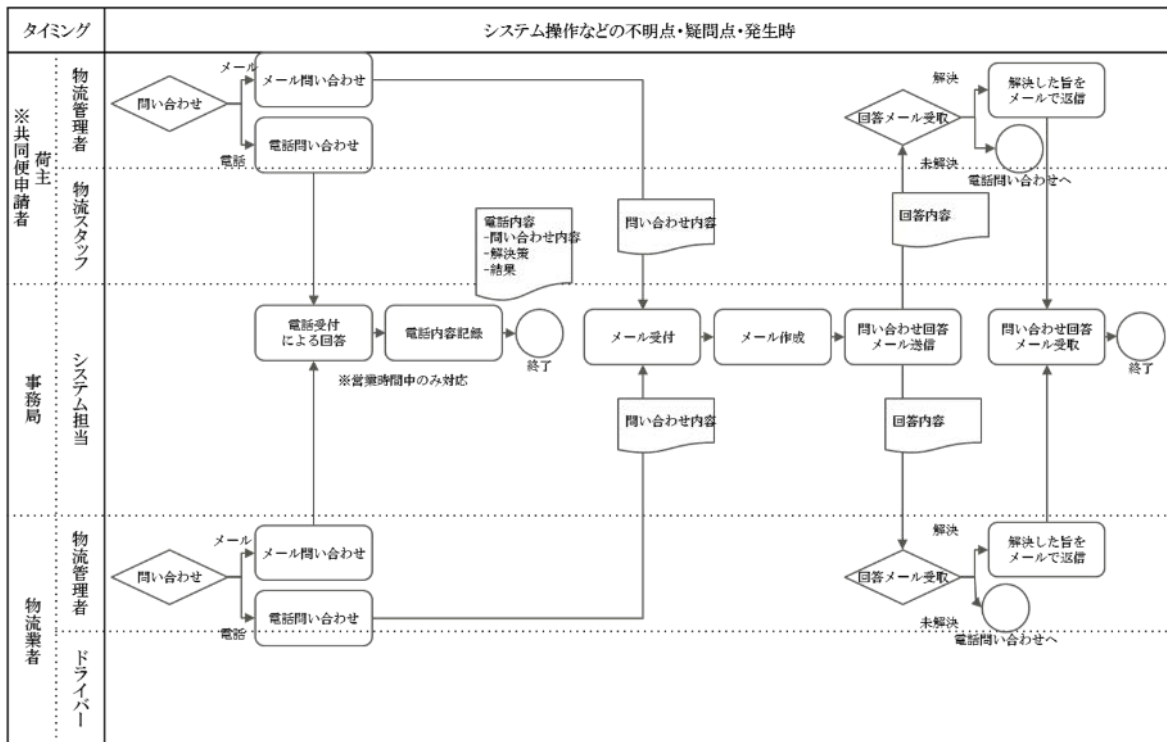 タイミング
システム操作などの不明点・疑問点・発生時
※共同便申請者
荷主
物流管理者
メール
問い合わせ
メール問い合わせ
電話問い合わせ
電話
解決
解決した旨を
メールで返信
回答メール受取
未解決
電話問い合わせへ
物流スタッフ
電話内容
-問い合わせ内容
-解決策
-結果
問い合わせ内容
回答内容
事務局
システム担当
電話受付
による回答
電話内容記録
終了
※営業時間中のみ対応
メール受付
メール作成
問い合わせ回答
メール送信
問い合わせ回答
メール受取
終了
問い合わせ内容
回答内容
物流業者
物流管理者
メール
問い合わせ
メール問い合わせ
電話問い合わせ
電話
解決
解決した旨を
メールで返信
回答メール受取
未解決
電話問い合わせへ
ドライバー